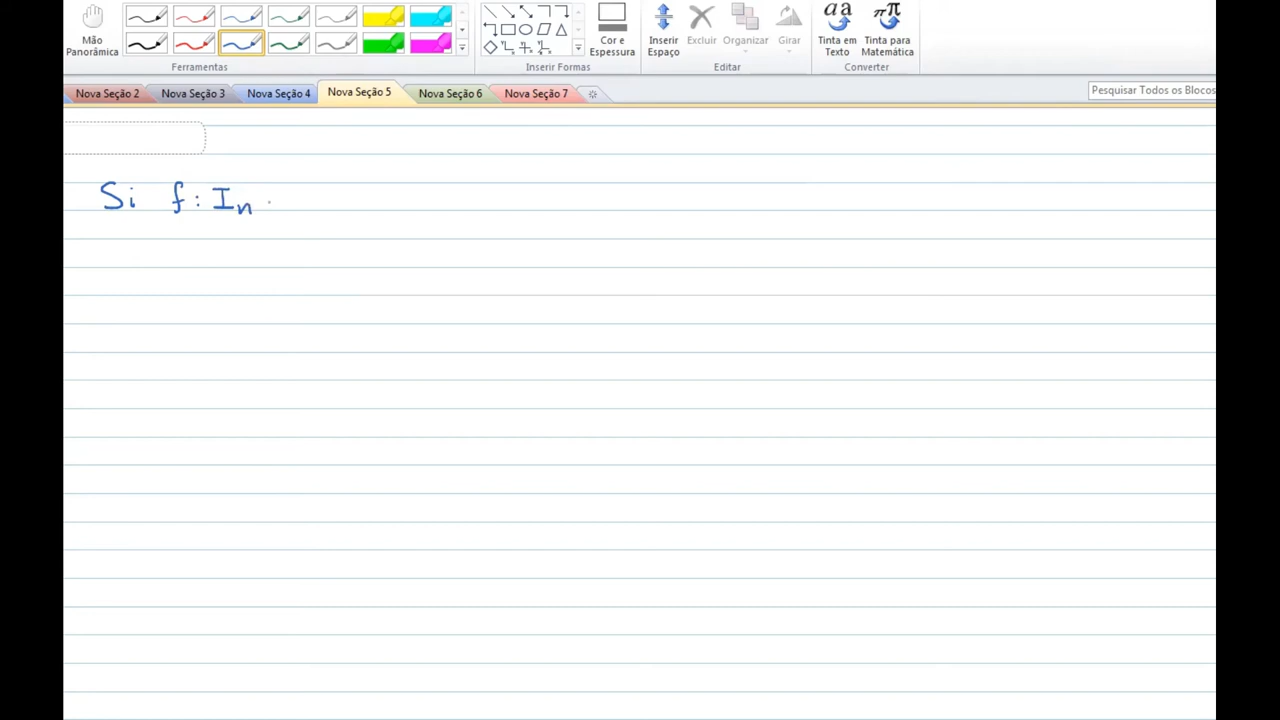 Mão Panorâmica
Ferramentas
Inserir Formas
Cor e Espessura
Inserir Espaço
Excluir
Organizar
Girar
Editar
Tinta em Texto
Tinta para Matemática
Converter
Nova Seção 2
Nova Seção 3
Nova Seção 4
Nova Seção 5
Nova Seção 6
Nova Seção 7
Pesquisar Todos os Blocos
Si f: Iₙ